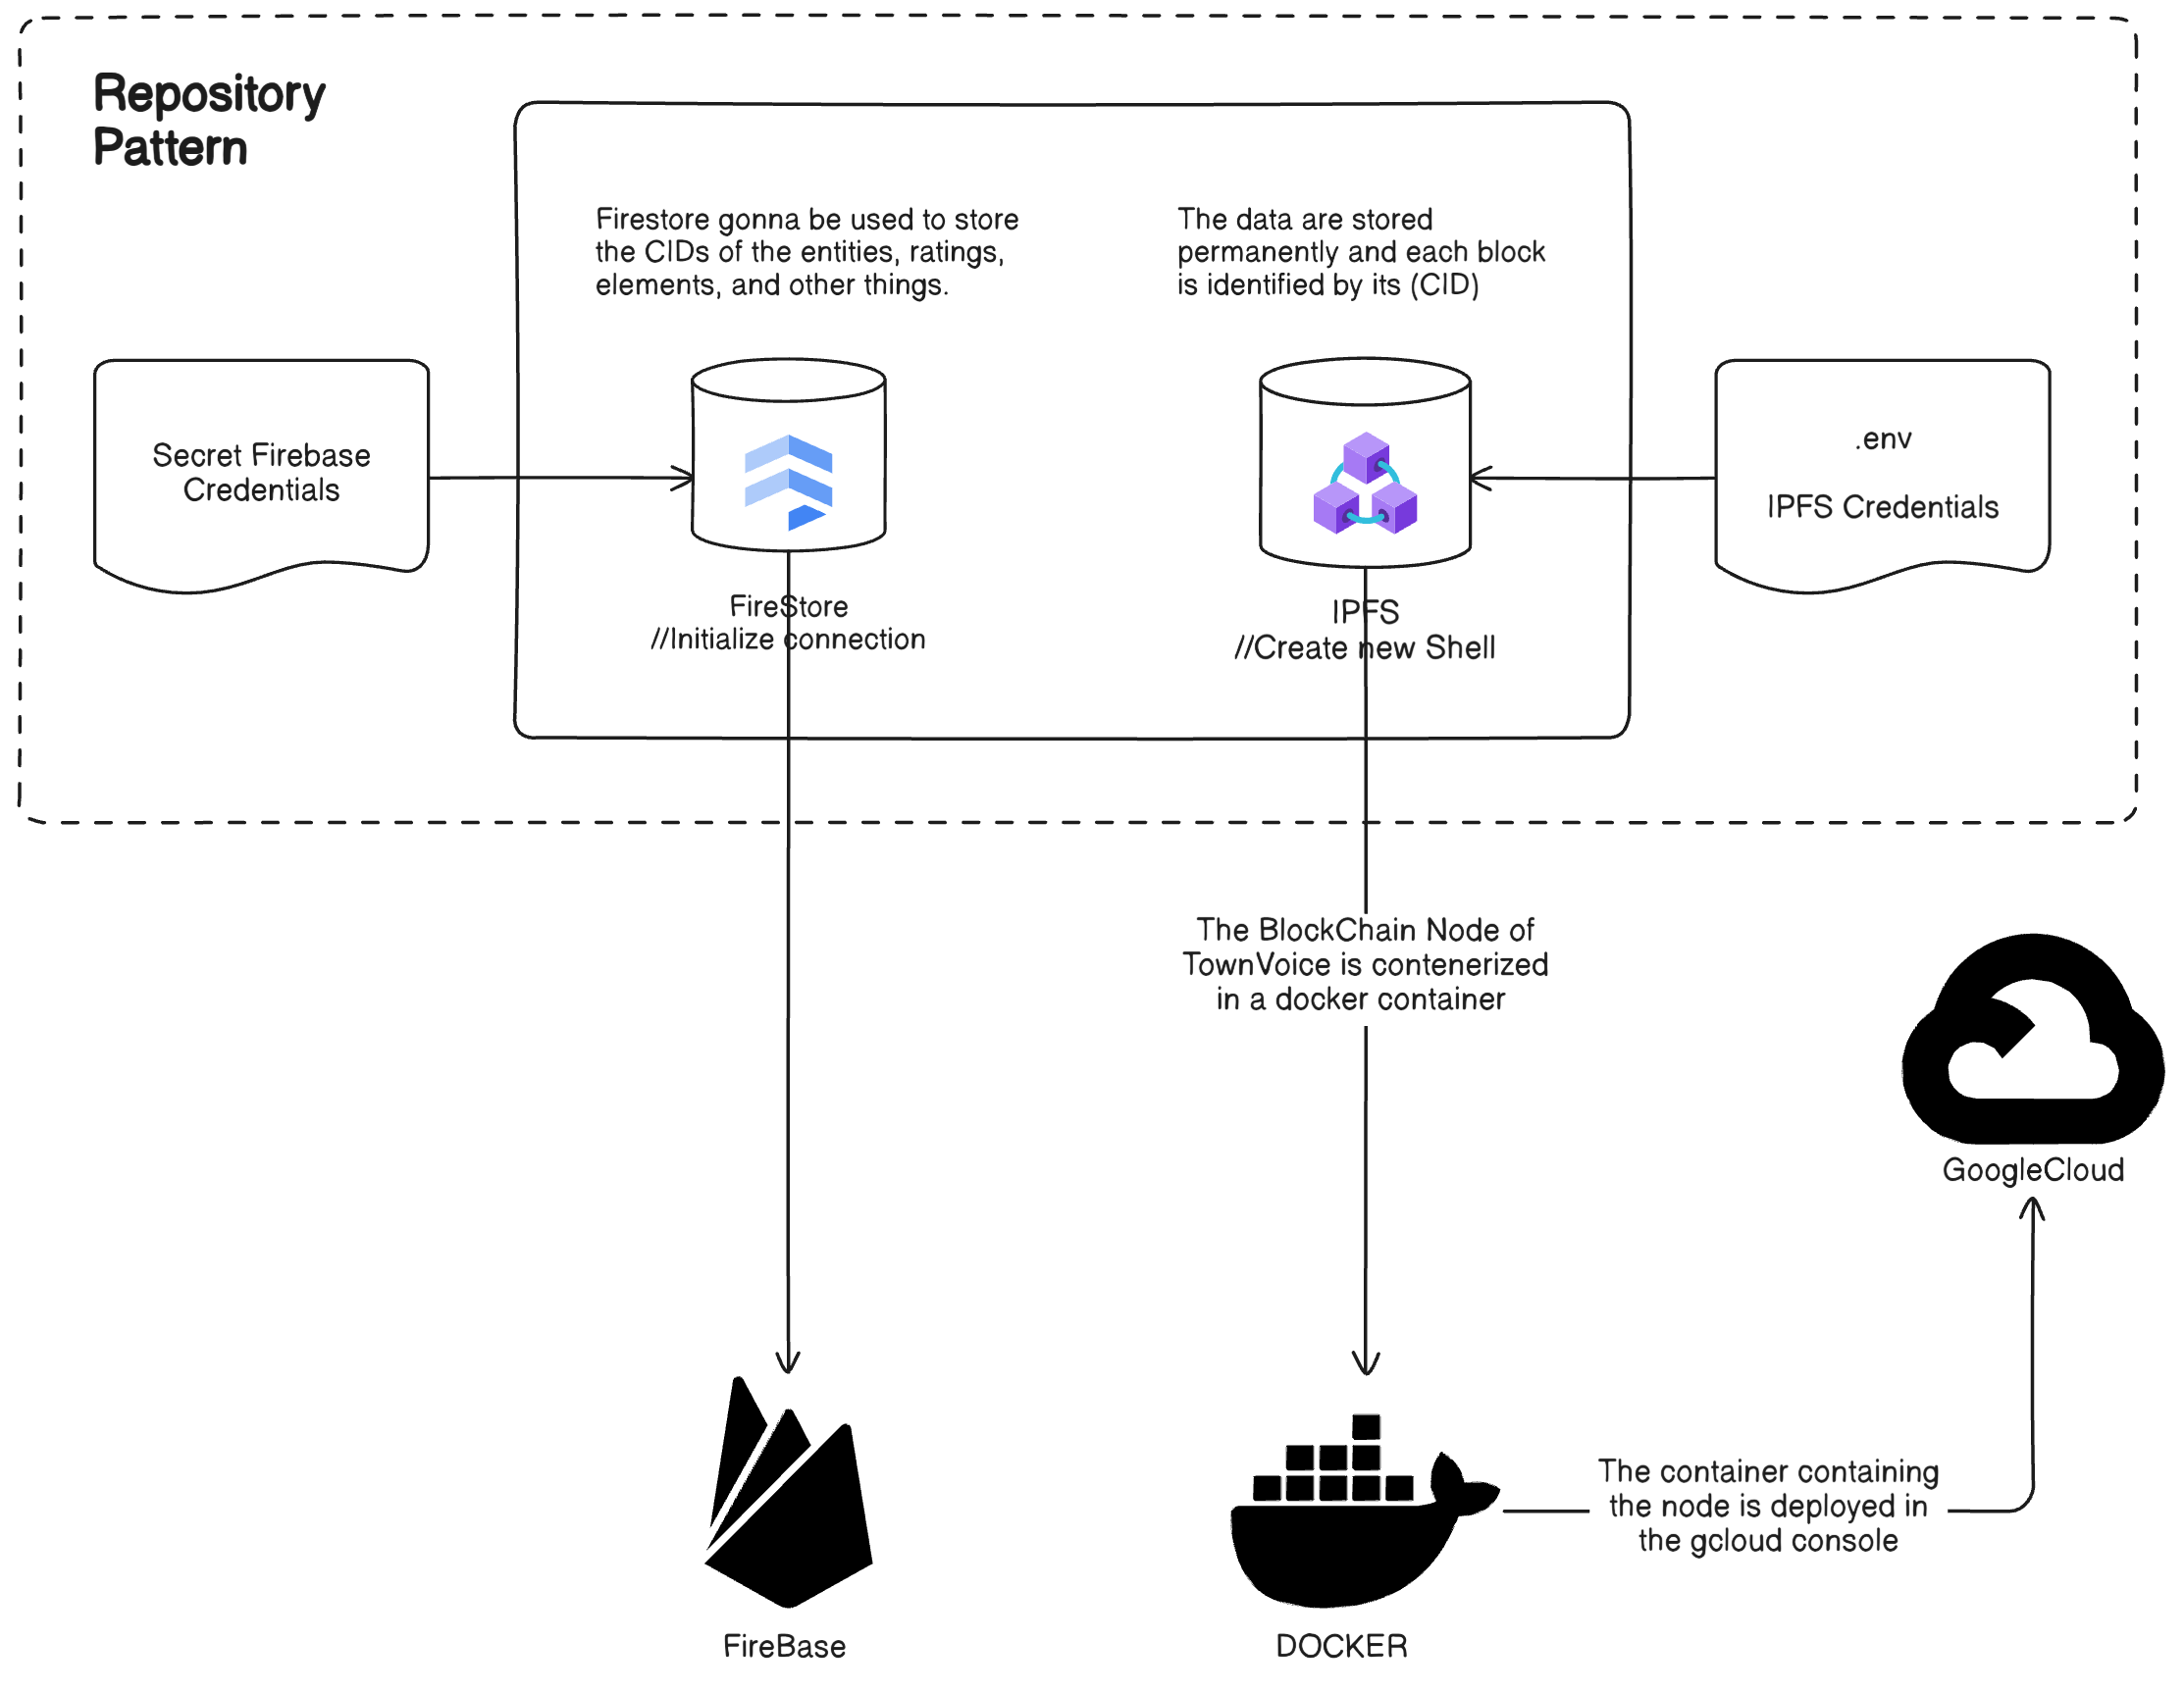 Repository
Pattern
Firestore gonna be used to store
the CIDs of the entities, ratings,
elements, and other things.
The data are stored
permanently and each block
is identified by its (CID)
Secret Firebase
Credentials
.env
IPFS Credentials
FireStore
//Initialize connection
IPFS
//Create new Shell
The BlockChain Node of
TownVoice is contenerized
in a docker container
GoogleCloud
The container containing
the node is deployed in
the gcloud console
FireBase
DOCKER